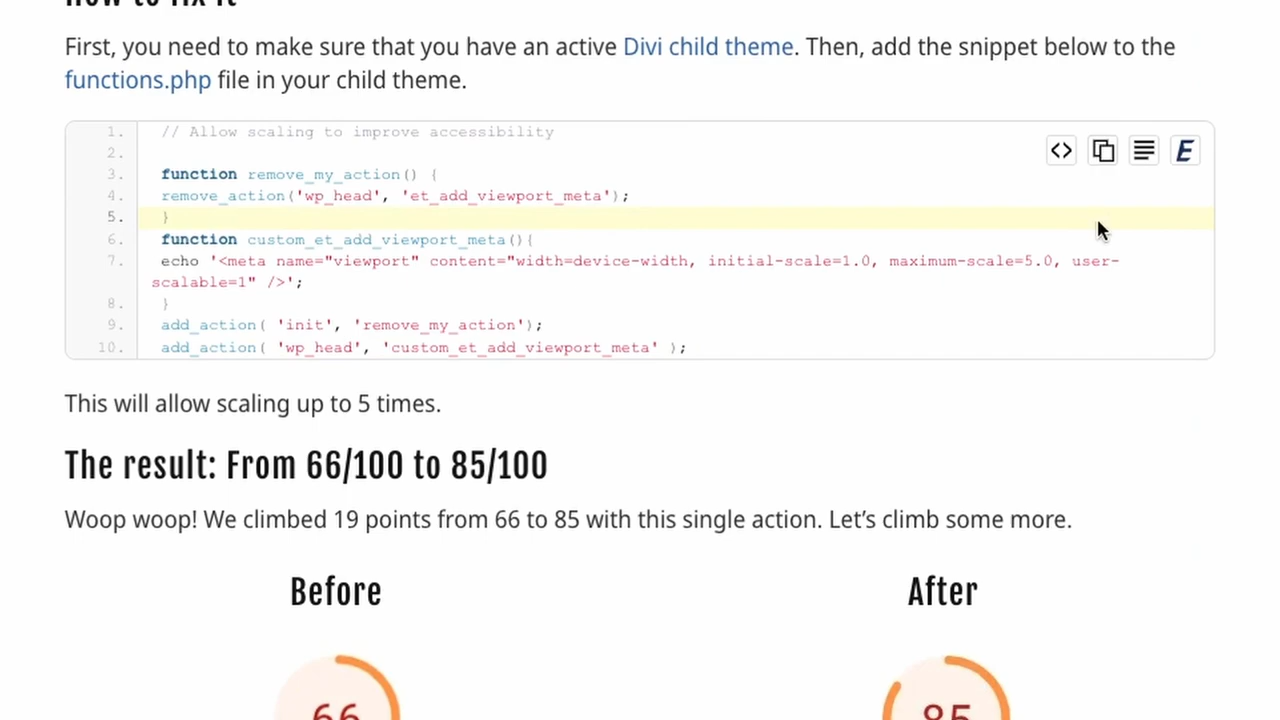 How to fix it
First, you need to make sure that you have an active Divi child theme. Then, add the snippet below to the
functions.php file in your child theme.
1. // Allow scaling to improve accessibility
2.
3. function remove_my_action() {
4. remove_action('wp_head', 'et_add_viewport_meta');
5. }
6. function custom_et_add_viewport_meta(){
7. echo '<meta name="viewport" content="width=device-width, initial-scale=1.0, maximum-scale=5.0, user-
scalable=1" />';
8. }
9. add_action( 'init', 'remove_my_action');
10. add_action( 'wp_head', 'custom_et_add_viewport_meta' );
E
This will allow scaling up to 5 times.
The result: From 66/100 to 85/100
Woop woop! We climbed 19 points from 66 to 85 with this single action. Let’s climb some more.
Before After
66 85